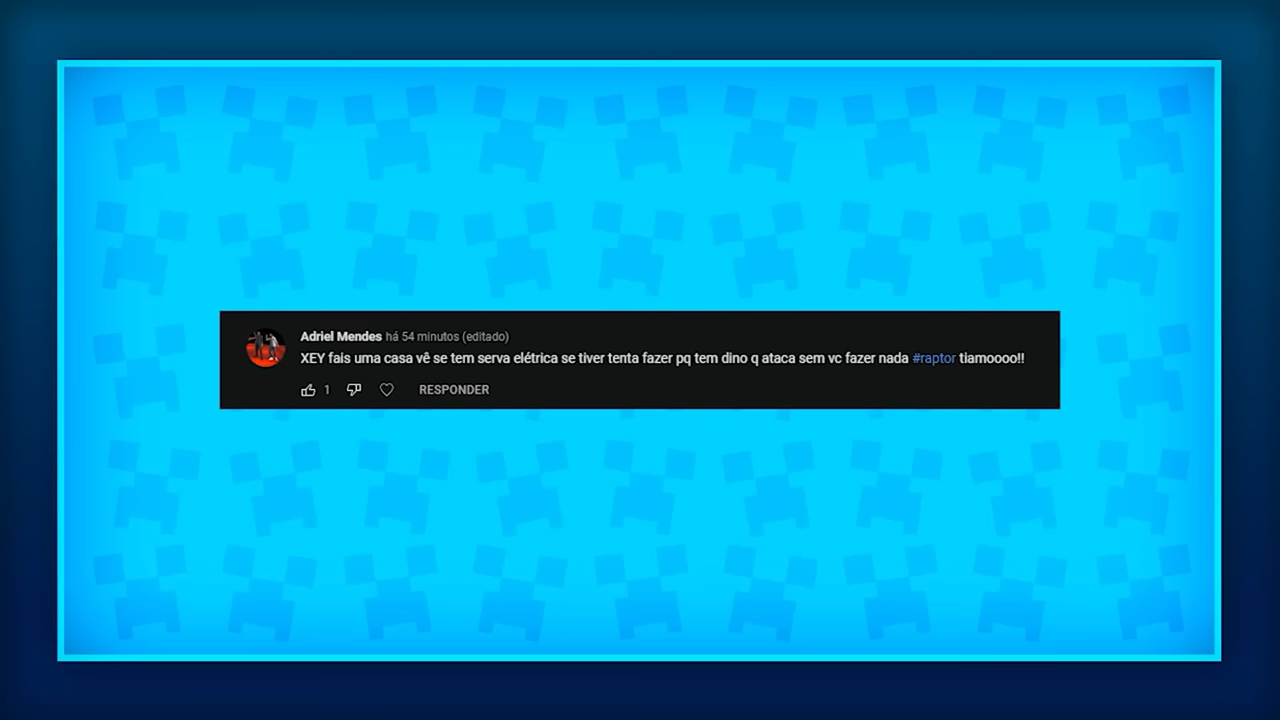 Adriel Mendes há 54 minutos (editado)
XEY fais uma casa vê se tem serva elétrica se tiver tenta fazer pq tem dino q ataca sem vc fazer nada #raptor tiamoooo!!
1 RESPONDER